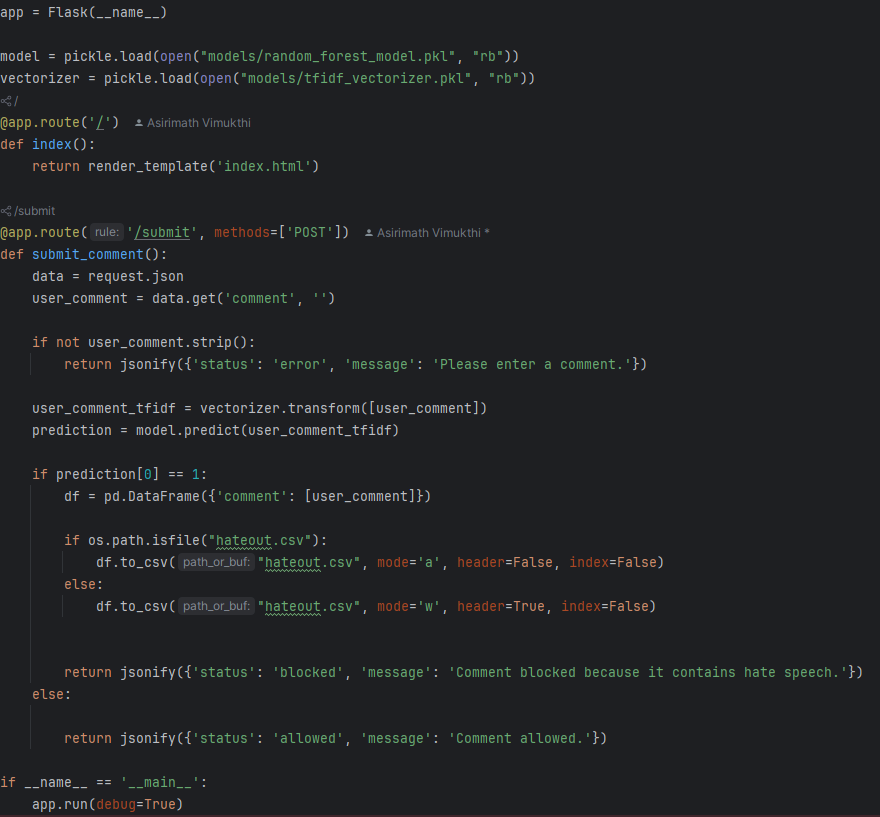 app = Flask(__name__)
model = pickle.load(open("models/random_forest_model.pkl", "rb"))
vectorizer = pickle.load(open("models/tfidf_vectorizer.pkl", "rb"))
/
@app.route('/') Asirimath Vimukthi
def index():
    return render_template('index.html')
/submit
@app.route( rule: '/submit', methods=['POST']) Asirimath Vimukthi *
def submit_comment():
    data = request.json
    user_comment = data.get('comment', '')
    if not user_comment.strip():
        return jsonify({'status': 'error', 'message': 'Please enter a comment.'})
    user_comment_tfidf = vectorizer.transform([user_comment])
    prediction = model.predict(user_comment_tfidf)
    if prediction[0] == 1:
        df = pd.DataFrame({'comment': [user_comment]})
        if os.path.isfile("hateout.csv"):
            df.to_csv( path_or_buf: "hateout.csv", mode='a', header=False, index=False)
        else:
            df.to_csv( path_or_buf: "hateout.csv", mode='w', header=True, index=False)
        return jsonify({'status': 'blocked', 'message': 'Comment blocked because it contains hate speech.'})
    else:
        return jsonify({'status': 'allowed', 'message': 'Comment allowed.'})
if __name__ == '__main__':
    app.run(debug=True)